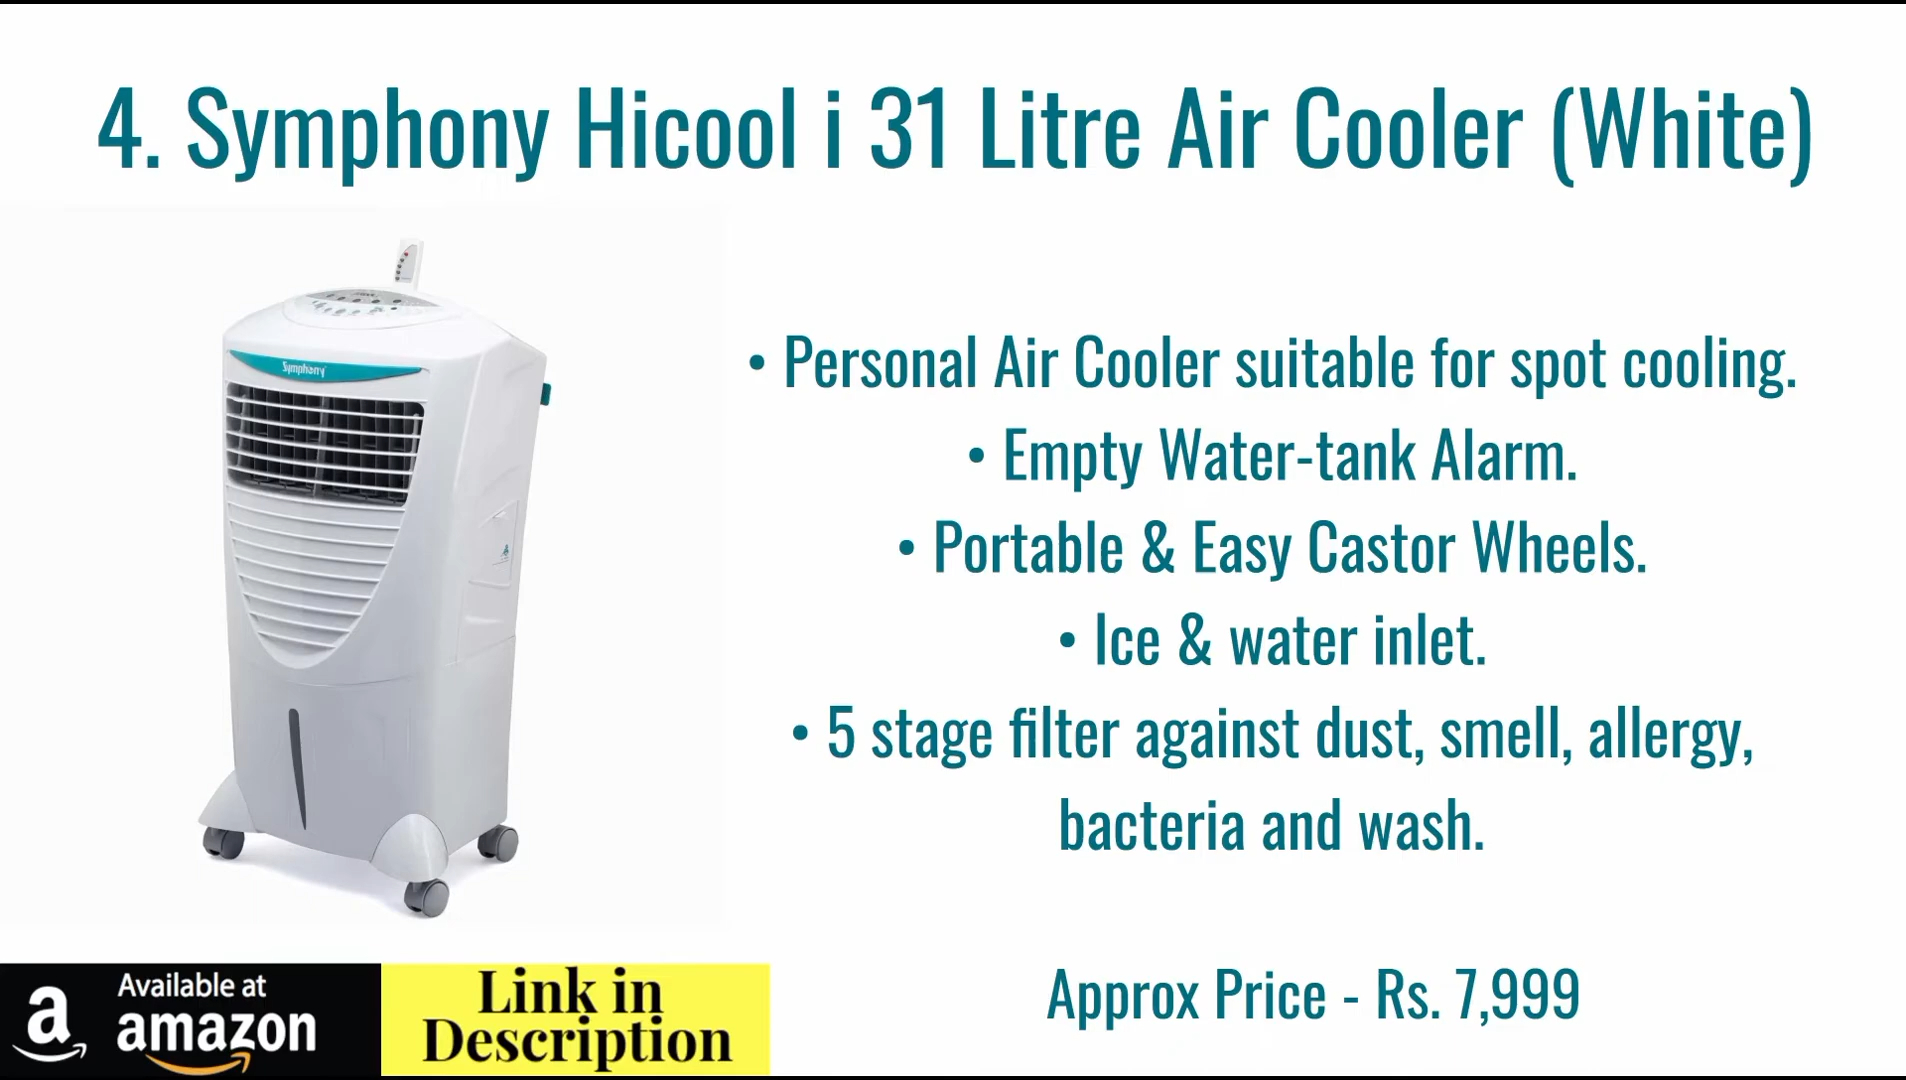 4. Symphony Hicool i 31 Litre Air Cooler (White)
Symphony
• Personal Air Cooler suitable for spot cooling.
• Empty Water-tank Alarm.
• Portable & Easy Castor Wheels.
• Ice & water inlet.
• 5 stage filter against dust, smell, allergy,
bacteria and wash.
Approx Price - Rs. 7,999
a
Available at
amazon
Link in
Description